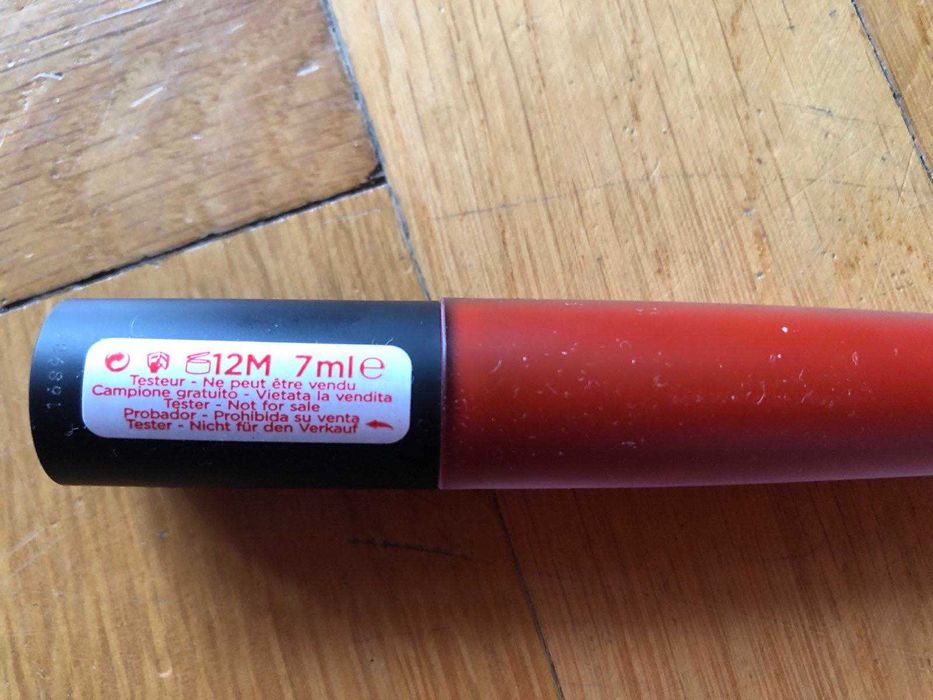 12M 7ml℮
Testeur - Ne peut être vendu
Campione gratuito - Vietata la vendita
Tester - Not for sale
Probador - Prohibida su venta
Tester - Nicht für den Verkauf